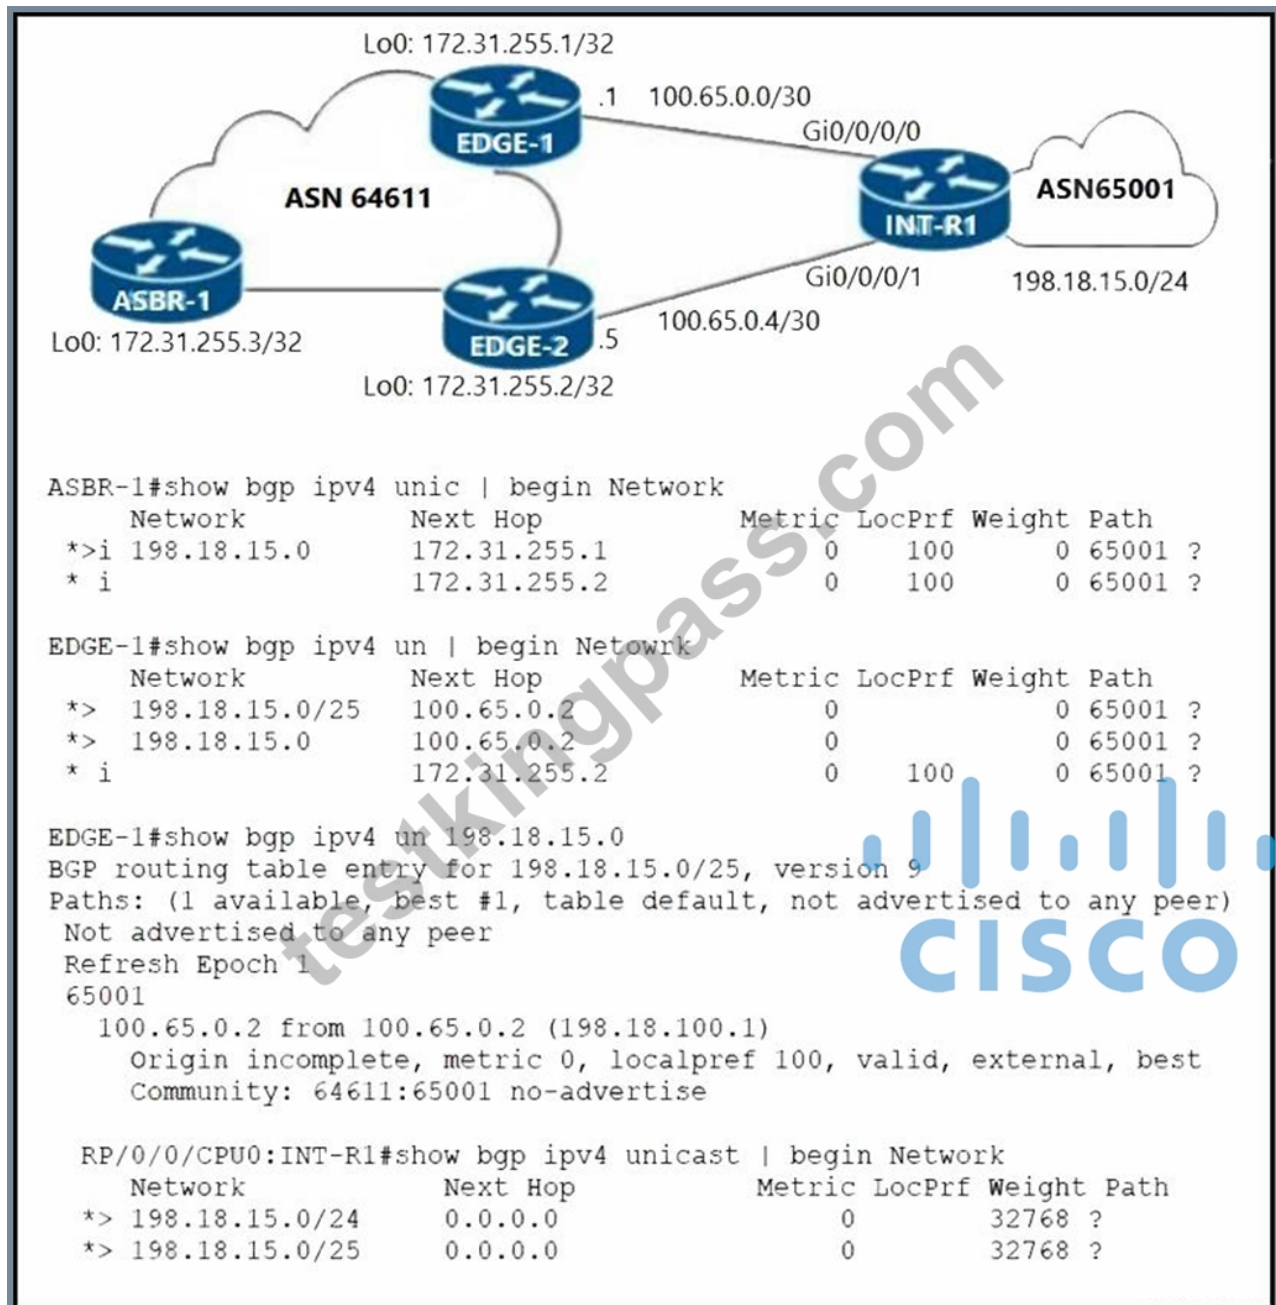 Lo0: 172.31.255.1/32
.1 100.65.0.0/30
Gi0/0/0/0
EDGE-1
ASN 64611
ASN65001
INT-R1
ASBR-1
Gi0/0/0/1
198.18.15.0/24
100.65.0.4/30
Lo0: 172.31.255.3/32
EDGE-2
.5
Lo0: 172.31.255.2/32
ASBR-1#show bgp ipv4 unic | begin Network
Network Next Hop Metric LocPrf Weight Path
*>i 198.18.15.0 172.31.255.1 0 100 0 65001 ?
* i 172.31.255.2 0 100 0 65001 ?
EDGE-1#show bgp ipv4 un | begin Netowrk
Network Next Hop Metric LocPrf Weight Path
*> 198.18.15.0/25 100.65.0.2 0 0 65001 ?
*> 198.18.15.0 100.65.0.2 0 0 65001 ?
* i 172.31.255.2 0 100 0 65001 ?
EDGE-1#show bgp ipv4 un 198.18.15.0
BGP routing table entry for 198.18.15.0/25, version 9
Paths: (1 available, best #1, table default, not advertised to any peer)
Not advertised to any peer
Refresh Epoch 1
65001
100.65.0.2 from 100.65.0.2 (198.18.100.1)
Origin incomplete, metric 0, localpref 100, valid, external, best
Community: 64611:65001 no-advertise
RP/0/0/CPU0:INT-R1#show bgp ipv4 unicast | begin Network
Network Next Hop Metric LocPrf Weight Path
*> 198.18.15.0/24 0.0.0.0 0 32768 ?
*> 198.18.15.0/25 0.0.0.0 0 32768 ?
testkingpass.com
CISCO